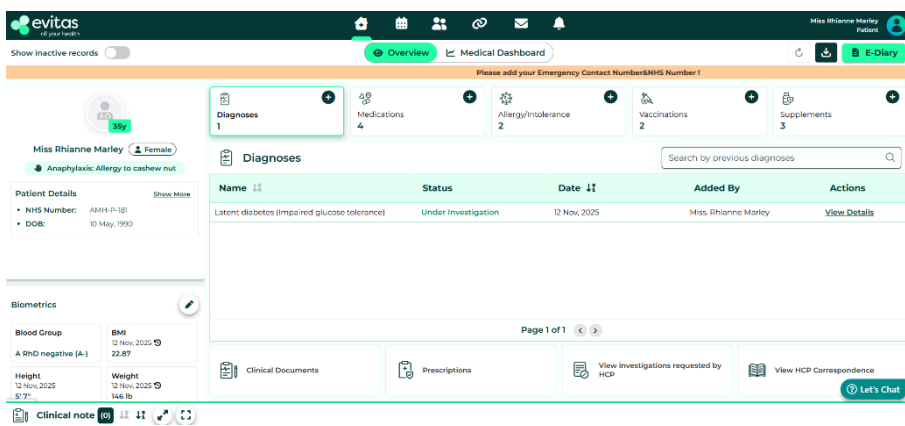 evitas
all your health
Miss Rhianne Marley
Patient
Show inactive records
Overview
Medical Dashboard
E-Diary
Please add your Emergency Contact Number&NHS Number !
35y
Miss Rhianne Marley
Female
Anaphylaxis: Allergy to cashew nut
Patient Details
Show More
• NHS Number: AMH-P-181
• DOB: 10 May, 1990
Biometrics
Blood Group
A RhD negative (A-)
BMI
12 Nov, 2025
22.87
Height
12 Nov, 2025
5' 7"
Weight
12 Nov, 2025
146 lb
Diagnoses
1
Medications
4
Allergy/Intolerance
2
Vaccinations
2
Supplements
3
Diagnoses
Search by previous diagnoses
Name Status Date Added By Actions
Latent diabetes (Impaired glucose tolerance) Under Investigation 12 Nov, 2025 Miss. Rhianne Marley View Details
Page 1 of 1
Clinical Documents
Prescriptions
View investigations requested by
HCP
View HCP Correspondence
Let's Chat
Clinical note (0)